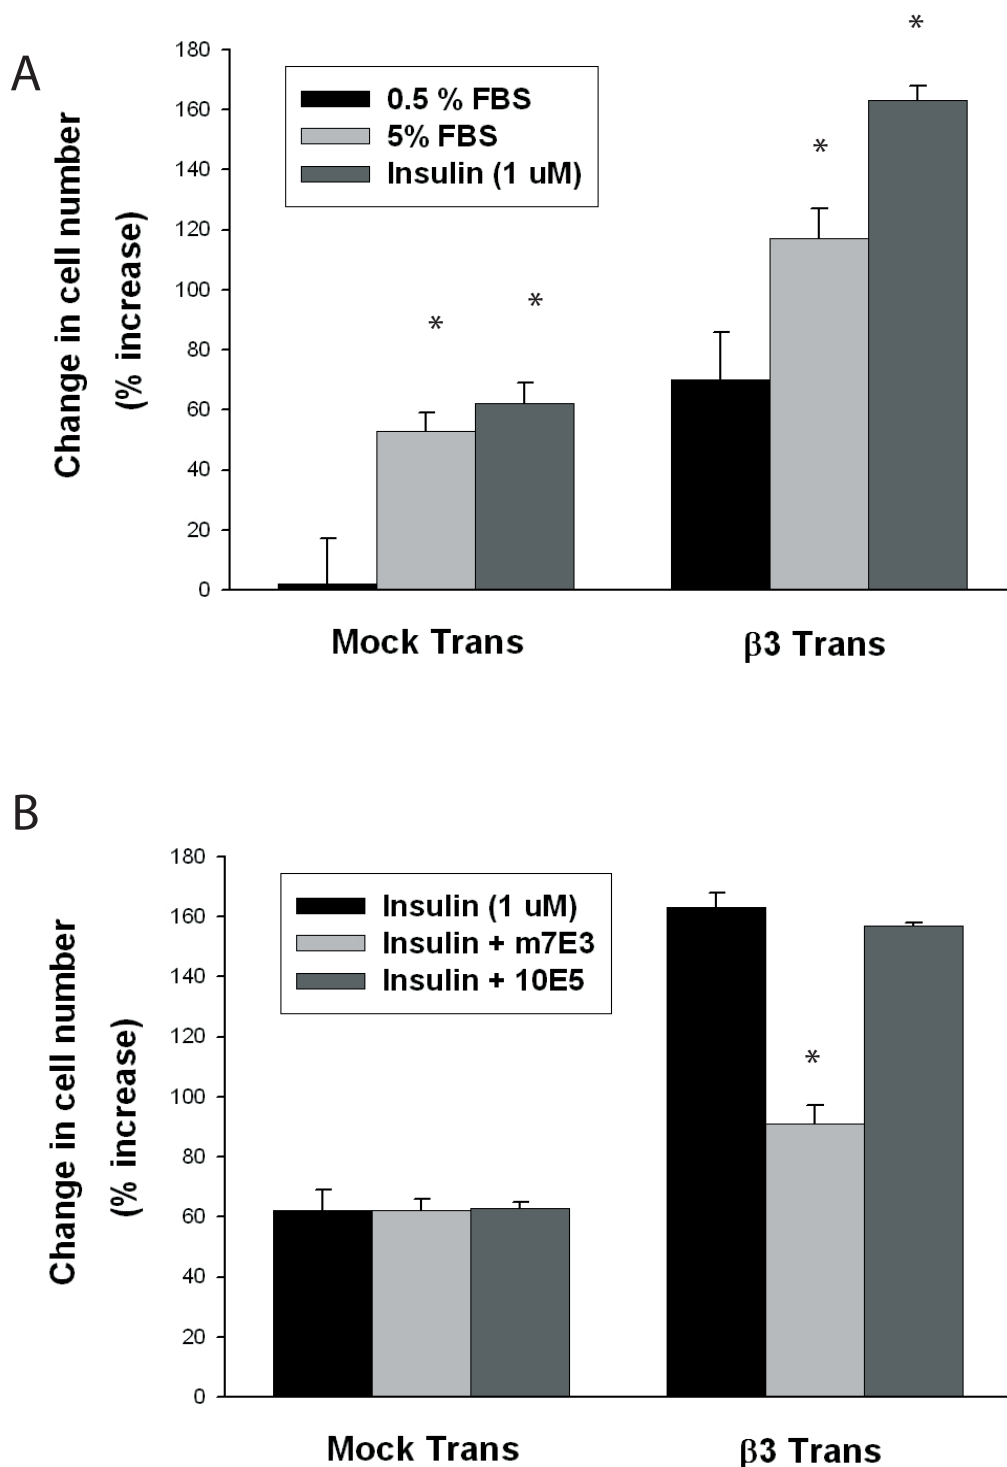 A
180
160
140
120
100
80
60
40
20
0
Change in cell number
(% increase)
0.5 % FBS
5% FBS
Insulin (1 uM)
*
*
*
*
Mock Trans
β3 Trans
B
180
160
140
120
100
80
60
40
20
0
Change in cell number
(% increase)
Insulin (1 uM)
Insulin + m7E3
Insulin + 10E5
*
Mock Trans
β3 Trans